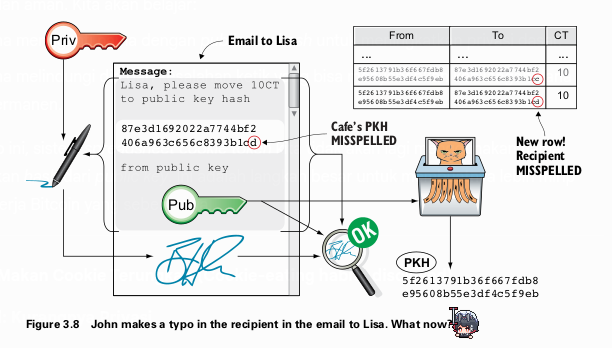 Priv
Email to Lisa
Message:
Lisa, please move 10CT
to public key hash
87e3d1692022a7744bf2
406a963c656c8393b1cd
from public key
Pub
Cafe's PKH
MISSPELLED
OK
From To CT
... ... ...
5f2613791b36f667fdb8 87e3d1692022a7744bf2
e95608b55e3df4c5f9eb 406a963c656c8393b1cc 10
5f2613791b36f667fdb8 87e3d1692022a7744bf2
e95608b55e3df4c5f9eb 406a963c656c8393b1cd 10
New row!
Recipient
MISSPELLED
PKH
5f2613791b36f667fdb8
e95608b55e3df4c5f9eb
Figure 3.8 John makes a typo in the recipient in the email to Lisa. What now?